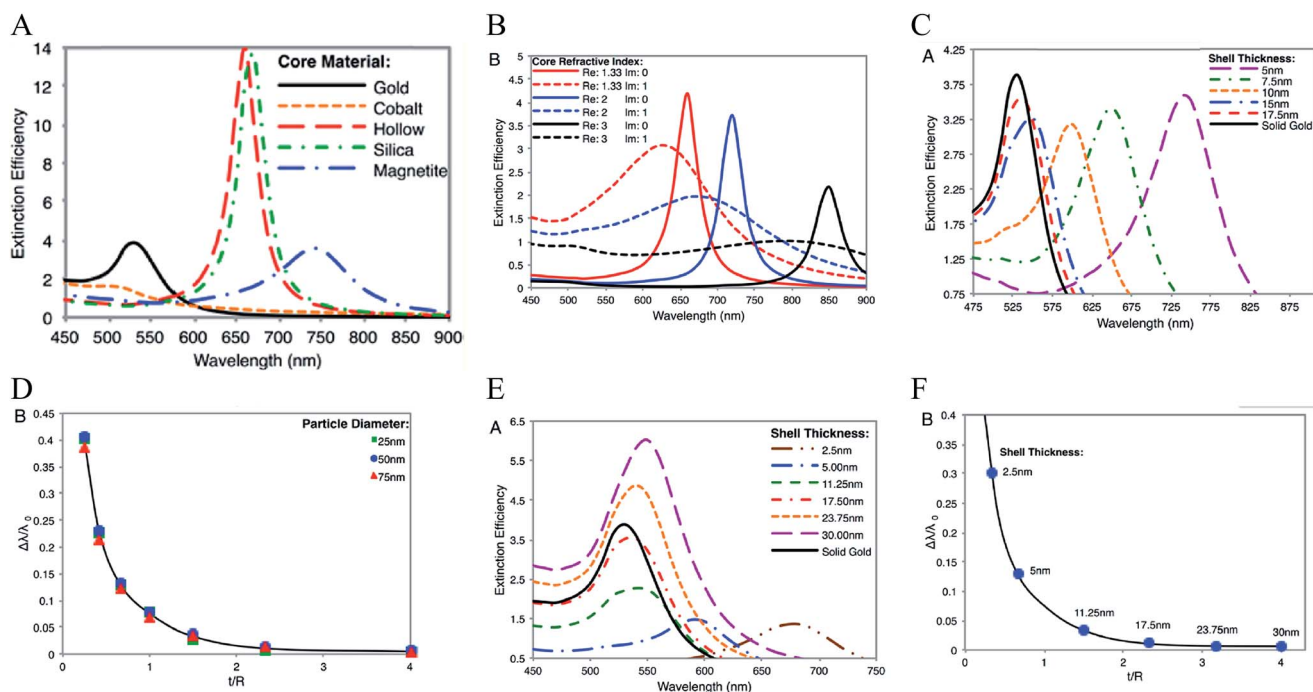 A
14
12
10
8
6
4
2
0
Extinction Efficiency
Core Material:
Gold
Cobalt
Hollow
Silica
Magnetite
450 500 550 600 650 700 750 800 850 900
Wavelength (nm)
B
B
5
4.5
4
3.5
3
2.5
2
1.5
1
0.5
0
Extinction Efficiency
Core Refractive Index:
Re: 1.33 Im: 0
Re: 1.33 Im: 1
Re: 2 Im: 0
Re: 2 Im: 1
Re: 3 Im: 0
Re: 3 Im: 1
450 500 550 600 650 700 750 800 850 900
Wavelength (nm)
C
A
4.25
3.75
3.25
2.75
2.25
1.75
1.25
0.75
Extinction Efficiency
Shell Thickness:
5nm
7.5nm
10nm
15nm
17.5nm
Solid Gold
475 525 575 625 675 725 775 825 875
Wavelength (nm)
D
B
0.45
0.4
0.35
0.3
0.25
0.2
0.15
0.1
0.05
0
Δλ/λ0
Particle Diameter:
25nm
50nm
75nm
0 1 2 3 4
t/R
E
A
6.5
5.5
4.5
3.5
2.5
1.5
0.5
Extinction Efficiency
Shell Thickness:
2.5nm
5.00nm
11.25nm
17.50nm
23.75nm
30.00nm
Solid Gold
450 500 550 600 650 700 750
Wavelength (nm)
F
B
0.4
0.35
0.3
0.25
0.2
0.15
0.1
0.05
0
Δλ/λ0
Shell Thickness:
2.5nm
5nm
11.25nm
17.5nm
23.75nm
30nm
0 1 2 3 4
t/R